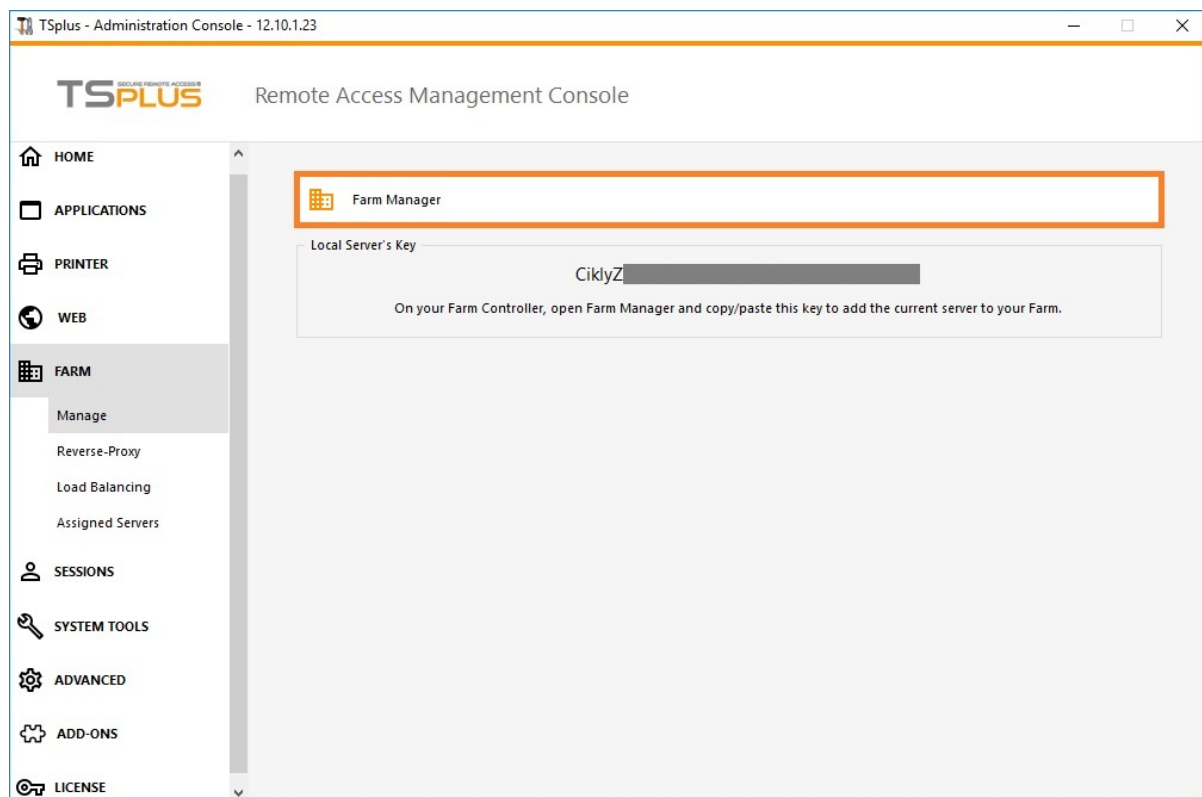 TSplus - Administration Console - 12.10.1.23
SECURE REMOTE ACCESS®
TSPLUS
Remote Access Management Console
HOME
APPLICATIONS
PRINTER
WEB
FARM
Manage
Reverse-Proxy
Load Balancing
Assigned Servers
SESSIONS
SYSTEM TOOLS
ADVANCED
ADD-ONS
LICENSE
Farm Manager
Local Server's Key
CiklyZ
On your Farm Controller, open Farm Manager and copy/paste this key to add the current server to your Farm.